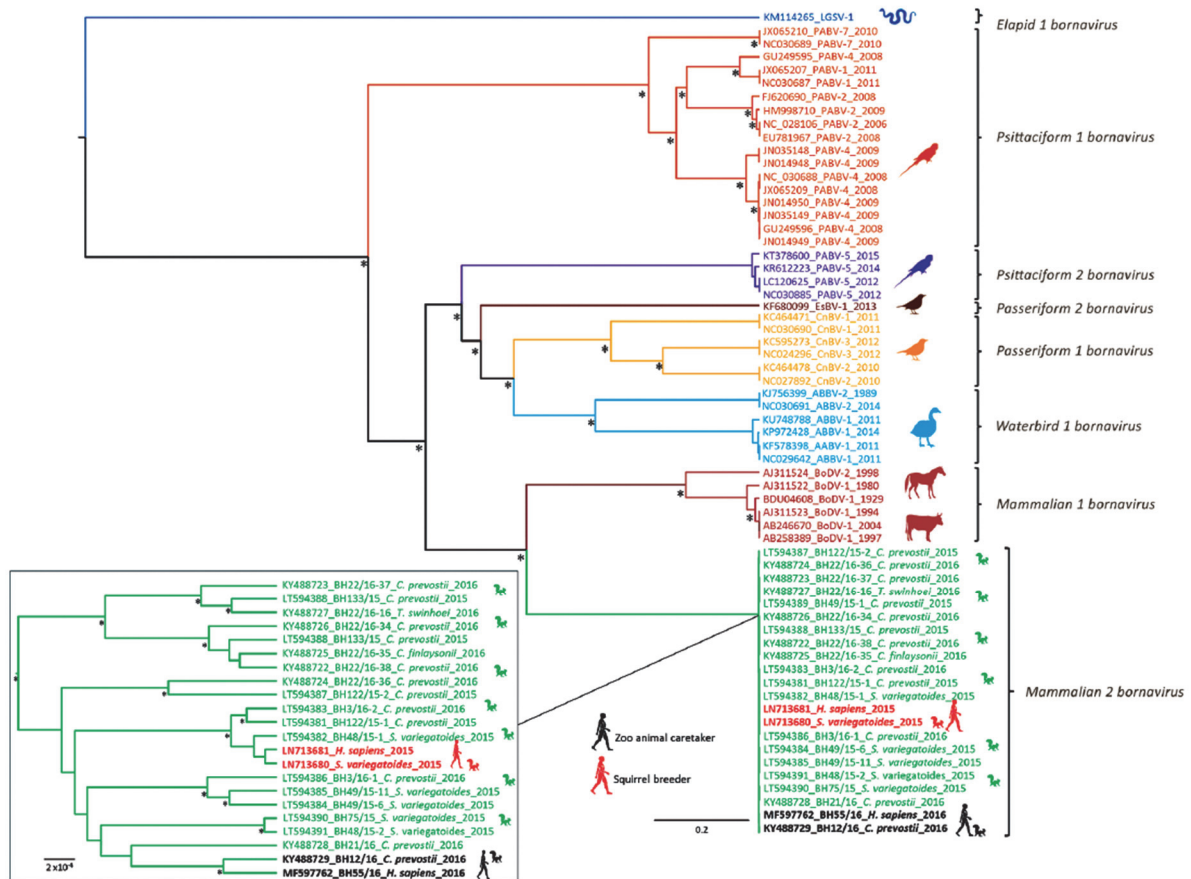 KM114265_LGSV-1
Elapid 1 bornavirus
JX065210_PABV-7_2010
NC030689_PABV-7_2010
GU249595_PABV-4_2008
JX065207_PABV-1_2011
NC030687_PABV-1_2011
FJ620690_PABV-2_2008
HM998710_PABV-2_2009
NC_028106_PABV-2_2006
EU781967_PABV-2_2008
JN035148_PABV-4_2009
JN014948_PABV-4_2009
NC_030688_PABV-4_2008
JX065209_PABV-4_2008
JN014950_PABV-4_2009
JN035149_PABV-4_2009
GU249596_PABV-4_2008
JN014949_PABV-4_2009
Psittaciform 1 bornavirus
KT378600_PABV-5_2015
KR612223_PABV-5_2014
LC120625_PABV-5_2012
NC030885_PABV-5_2012
Psittaciform 2 bornavirus
KF680099_EsBV-1_2013
Passeriform 2 bornavirus
KC464471_CnBV-1_2011
NC030690_CnBV-1_2011
KC595273_CnBV-3_2012
NC024296_CnBV-3_2012
KC464478_CnBV-2_2010
NC027892_CnBV-2_2010
Passeriform 1 bornavirus
KJ756399_ABBV-2_1989
NC030691_ABBV-2_2014
KU748788_ABBV-1_2011
KP972428_ABBV-1_2014
KF578398_AABV-1_2011
NC029642_ABBV-1_2011
Waterbird 1 bornavirus
AJ311524_BoDV-2_1998
AJ311522_BoDV-1_1980
BDU04608_BoDV-1_1929
AJ311523_BoDV-1_1994
AB246670_BoDV-1_2004
AB258389_BoDV-1_1997
Mammalian 1 bornavirus
LT594387_BH122/15-2_C. prevostii_2015
KY488724_BH22/16-36_C. prevostii_2016
KY488723_BH22/16-37_C. prevostii_2016
KY488727_BH22/16-16_T. swinhoei_2016
LT594389_BH49/15-1_C. prevostii_2015
KY488726_BH22/16-34_C. prevostii_2016
LT594388_BH133/15_C. prevostii_2015
KY488722_BH22/16-38_C. prevostii_2016
KY488725_BH22/16-35_C. finlaysonii_2016
LT594383_BH3/16-2_C. prevostii_2016
LT594381_BH122/15-1_C. prevostii_2015
LT594382_BH48/15-1_S. variegatoides_2015
LN713681_H. sapiens_2015
LN713680_S. variegatoides_2015
LT594386_BH3/16-1_C. prevostii_2016
LT594384_BH49/15-6_S. variegatoides_2015
LT594385_BH49/15-11_S. variegatoides_2015
LT594391_BH48/15-2_S. variegatoides_2015
LT594390_BH75/15_S. variegatoides_2015
KY488728_BH21/16_C. prevostii_2016
MF597762_BH55/16_H. sapiens_2016
KY488729_BH12/16_C. prevostii_2016
Mammalian 2 bornavirus
KY488723_BH22/16-37_C. prevostii_2016
LT594388_BH133/15_C. prevostii_2015
KY488727_BH22/16-16_T. swinhoei_2016
KY488726_BH22/16-34_C. prevostii_2016
LT594388_BH133/15_C. prevostii_2015
KY488725_BH22/16-35_C. finlaysonii_2016
KY488722_BH22/16-38_C. prevostii_2016
KY488724_BH22/16-36_C. prevostii_2016
LT594387_BH122/15-2_C. prevostii_2015
LT594383_BH3/16-2_C. prevostii_2016
LT594381_BH122/15-1_C. prevostii_2015
LT594382_BH48/15-1_S. variegatoides_2015
LN713681_H. sapiens_2015
LN713680_S. variegatoides_2015
LT594386_BH3/16-1_C. prevostii_2016
LT594385_BH49/15-11_S. variegatoides_2015
LT594384_BH49/15-6_S. variegatoides_2015
LT594390_BH75/15_S. variegatoides_2015
LT594391_BH48/15-2_S. variegatoides_2015
KY488728_BH21/16_C. prevostii_2016
KY488729_BH12/16_C. prevostii_2016
MF597762_BH55/16_H. sapiens_2016
2×10⁻⁴
Zoo animal caretaker
Squirrel breeder
0.2